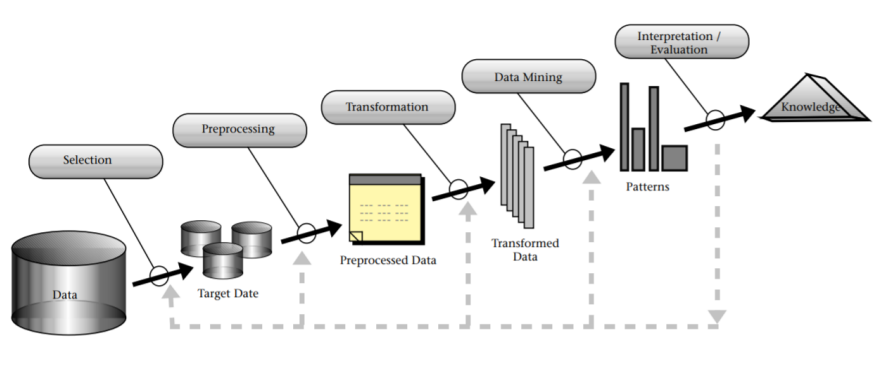 Interpretation /
Evaluation
Data Mining
Knowledge
Transformation
Preprocessing
Selection
Patterns
Transformed
Data
Preprocessed Data
Target Date
Data